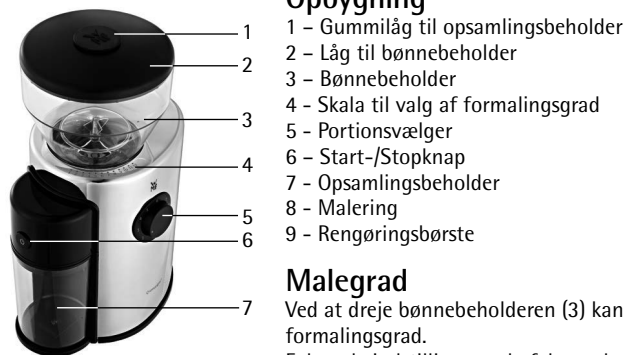 1
2
3
4
5
6
7
Opbygning
1 – Gummilåg til opsamlingsbeholder
2 – Låg til bønnebeholder
3 – Bønnebeholder
4 - Skala til valg af formalingsgrad
5 - Portionsvælger
6 – Start-/Stopknap
7 - Opsamlingsbeholder
8 - Malering
9 - Rengøringsbørste
Malegrad
Ved at dreje bønnebeholderen (3) kan
formalingsgrad.